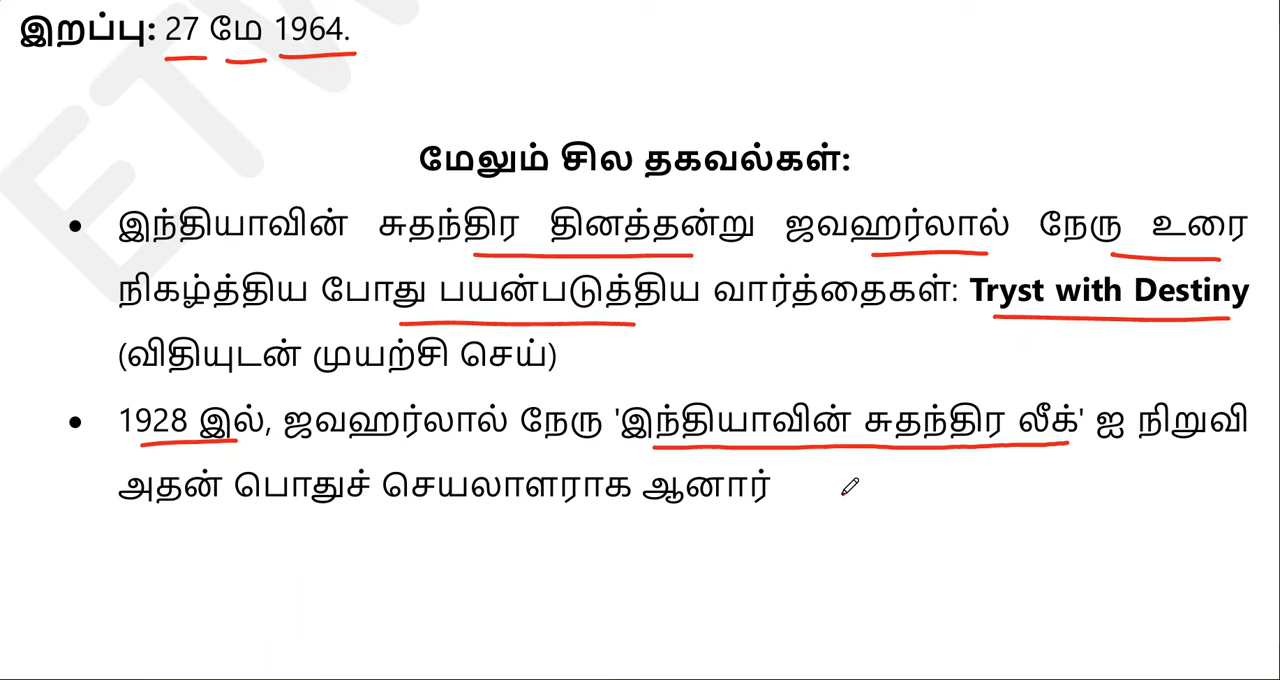 இறப்பு: 27 மே 1964.
மேலும் சில தகவல்கள்:
• இந்தியாவின் சுதந்திர தினத்தன்று ஜவஹர்லால் நேரு உரை
நிகழ்த்திய போது பயன்படுத்திய வார்த்தைகள்: Tryst with Destiny
(விதியுடன் முயற்சி செய்)
• 1928 இல், ஜவஹர்லால் நேரு 'இந்தியாவின் சுதந்திர லீக்' ஐ நிறுவி
அதன் பொதுச் செயலாளராக ஆனார்